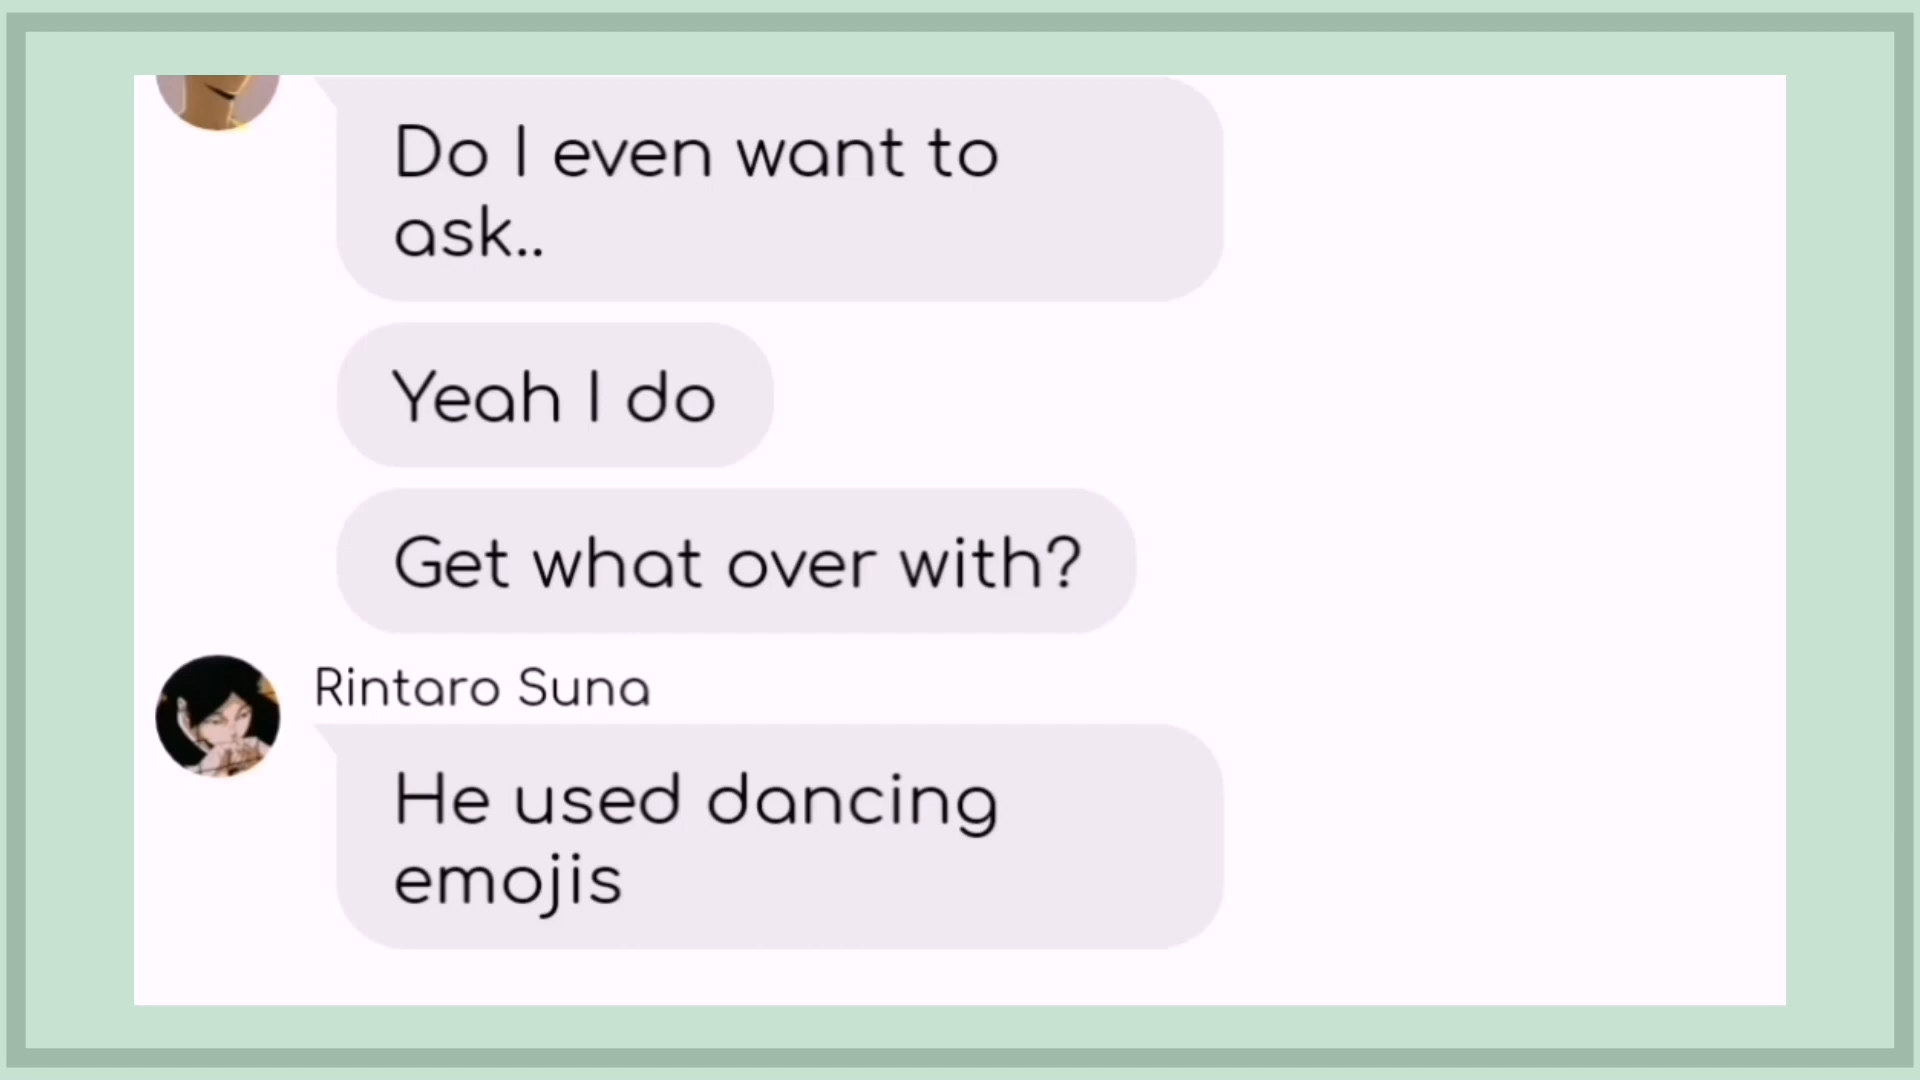 Do I even want to
ask..
Yeah I do
Get what over with?
Rintaro Suna
He used dancing
emojis